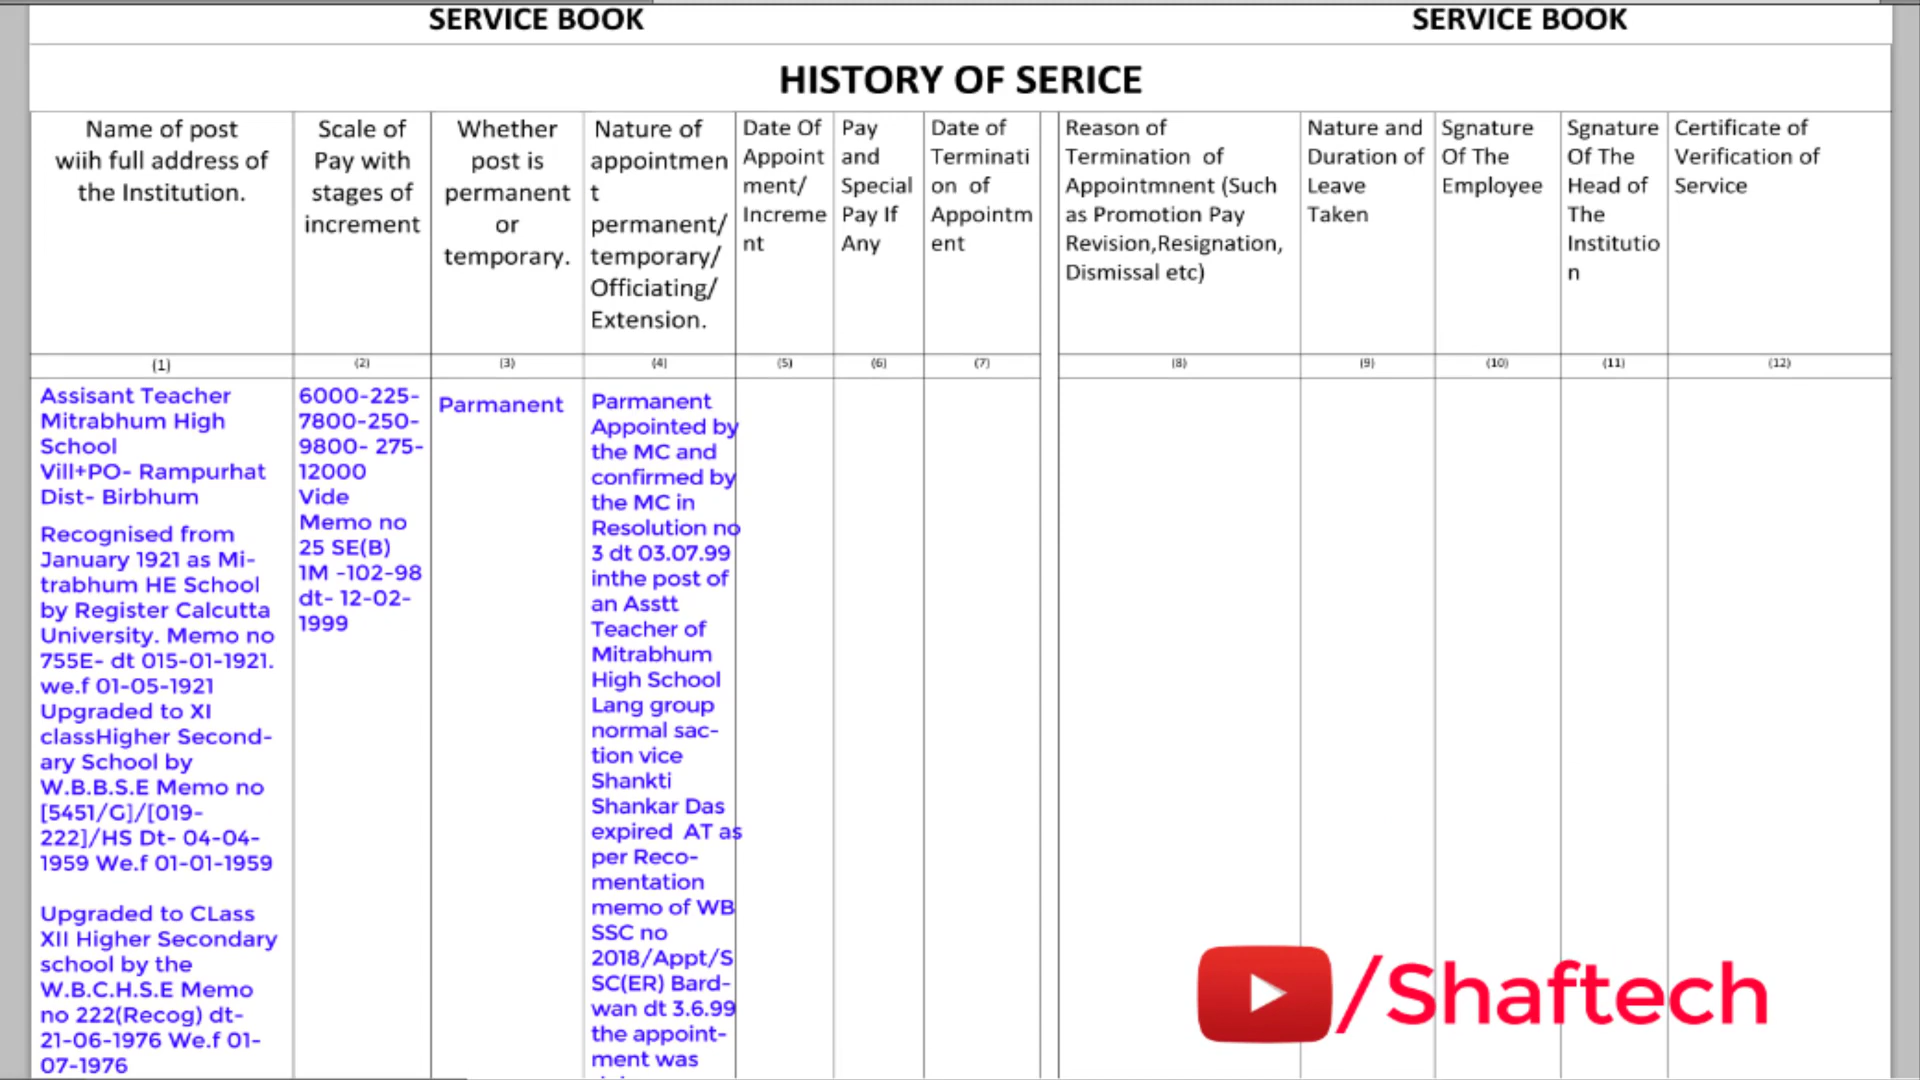 SERVICE BOOK
SERVICE BOOK
HISTORY OF SERICE
Name of post
wiih full address of
the Institution.
Scale of
Pay with
stages of
increment
Whether
post is
permanent
or
temporary.
Nature of
appointmen
t
permanent/
temporary/
Officiating/
Extension.
Date Of
Appoint
ment/
Increme
nt
Pay
and
Special
Pay If
Any
Date of
Terminati
on of
Appointm
ent
Reason of
Termination of
Appointmnent (Such
as Promotion Pay
Revision,Resignation,
Dismissal etc)
Nature and
Duration of
Leave
Taken
Sgnature
Of The
Employee
Sgnature
Of The
Head of
The
Institutio
n
Certificate of
Verification of
Service
(1)
(2)
(3)
(4)
(5)
(6)
(7)
(8)
(9)
(10)
(11)
(12)
Assisant Teacher
Mitrabhum High
School
Vill+PO- Rampurhat
Dist- Birbhum
Recognised from
January 1921 as Mi-
trabhum HE School
by Register Calcutta
University. Memo no
755E- dt 015-01-1921.
we.f 01-05-1921
Upgraded to XI
classHigher Second-
ary School by
W.B.B.S.E Memo no
[5451/G]/[019-
222]/HS Dt- 04-04-
1959 We.f 01-01-1959
Upgraded to CLass
XII Higher Secondary
school by the
W.B.C.H.S.E Memo
no 222(Recog) dt-
21-06-1976 We.f 01-
07-1976
6000-225-
7800-250-
9800- 275-
12000
Vide
Memo no
25 SE(B)
1M -102-98
dt- 12-02-
1999
Parmanent
Parmanent
Appointed by
the MC and
confirmed by
the MC in
Resolution no
3 dt 03.07.99
inthe post of
an Asstt
Teacher of
Mitrabhum
High School
Lang group
normal sac-
tion vice
Shankti
Shankar Das
expired AT as
per Reco-
mentation
memo of WB
SSC no
2018/Appt/S
SC(ER) Bard-
wan dt 3.6.99
the appoint-
ment was
/Shaftech